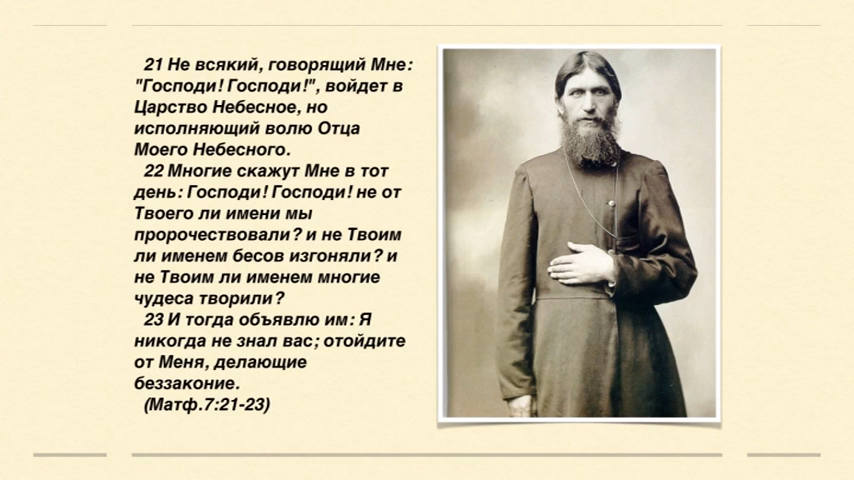 21 Не всякий, говорящий Мне:
"Господи! Господи!", войдет в
Царство Небесное, но
исполняющий волю Отца
Моего Небесного.
22 Многие скажут Мне в тот
день: Господи! Господи! не от
Твоего ли имени мы
пророчествовали? и не Твоим
ли именем бесов изгоняли? и
не Твоим ли именем многие
чудеса творили?
23 И тогда объявлю им: Я
никогда не знал вас; отойдите
от Меня, делающие
беззаконие.
(Матф.7:21-23)